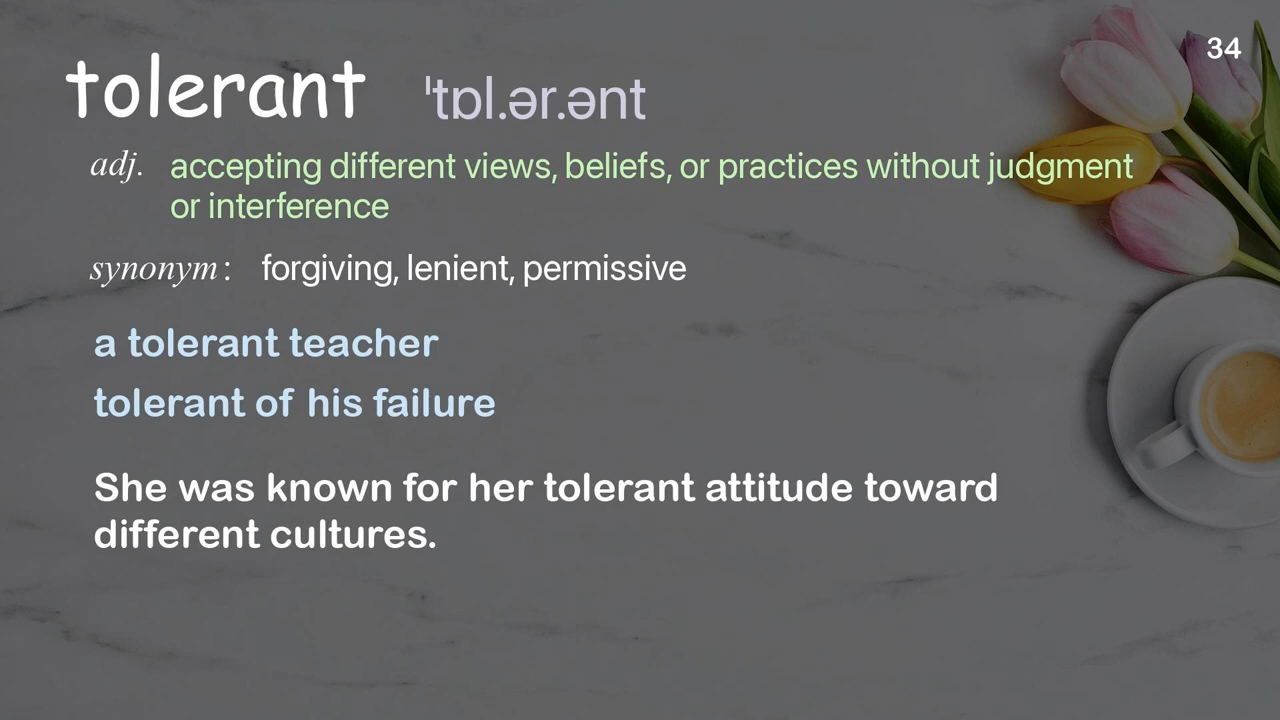 34
tolerant ˈtɒl.ər.ənt
adj. accepting different views, beliefs, or practices without judgment
or interference
synonym : forgiving, lenient, permissive
a tolerant teacher
tolerant of his failure
She was known for her tolerant attitude toward
different cultures.